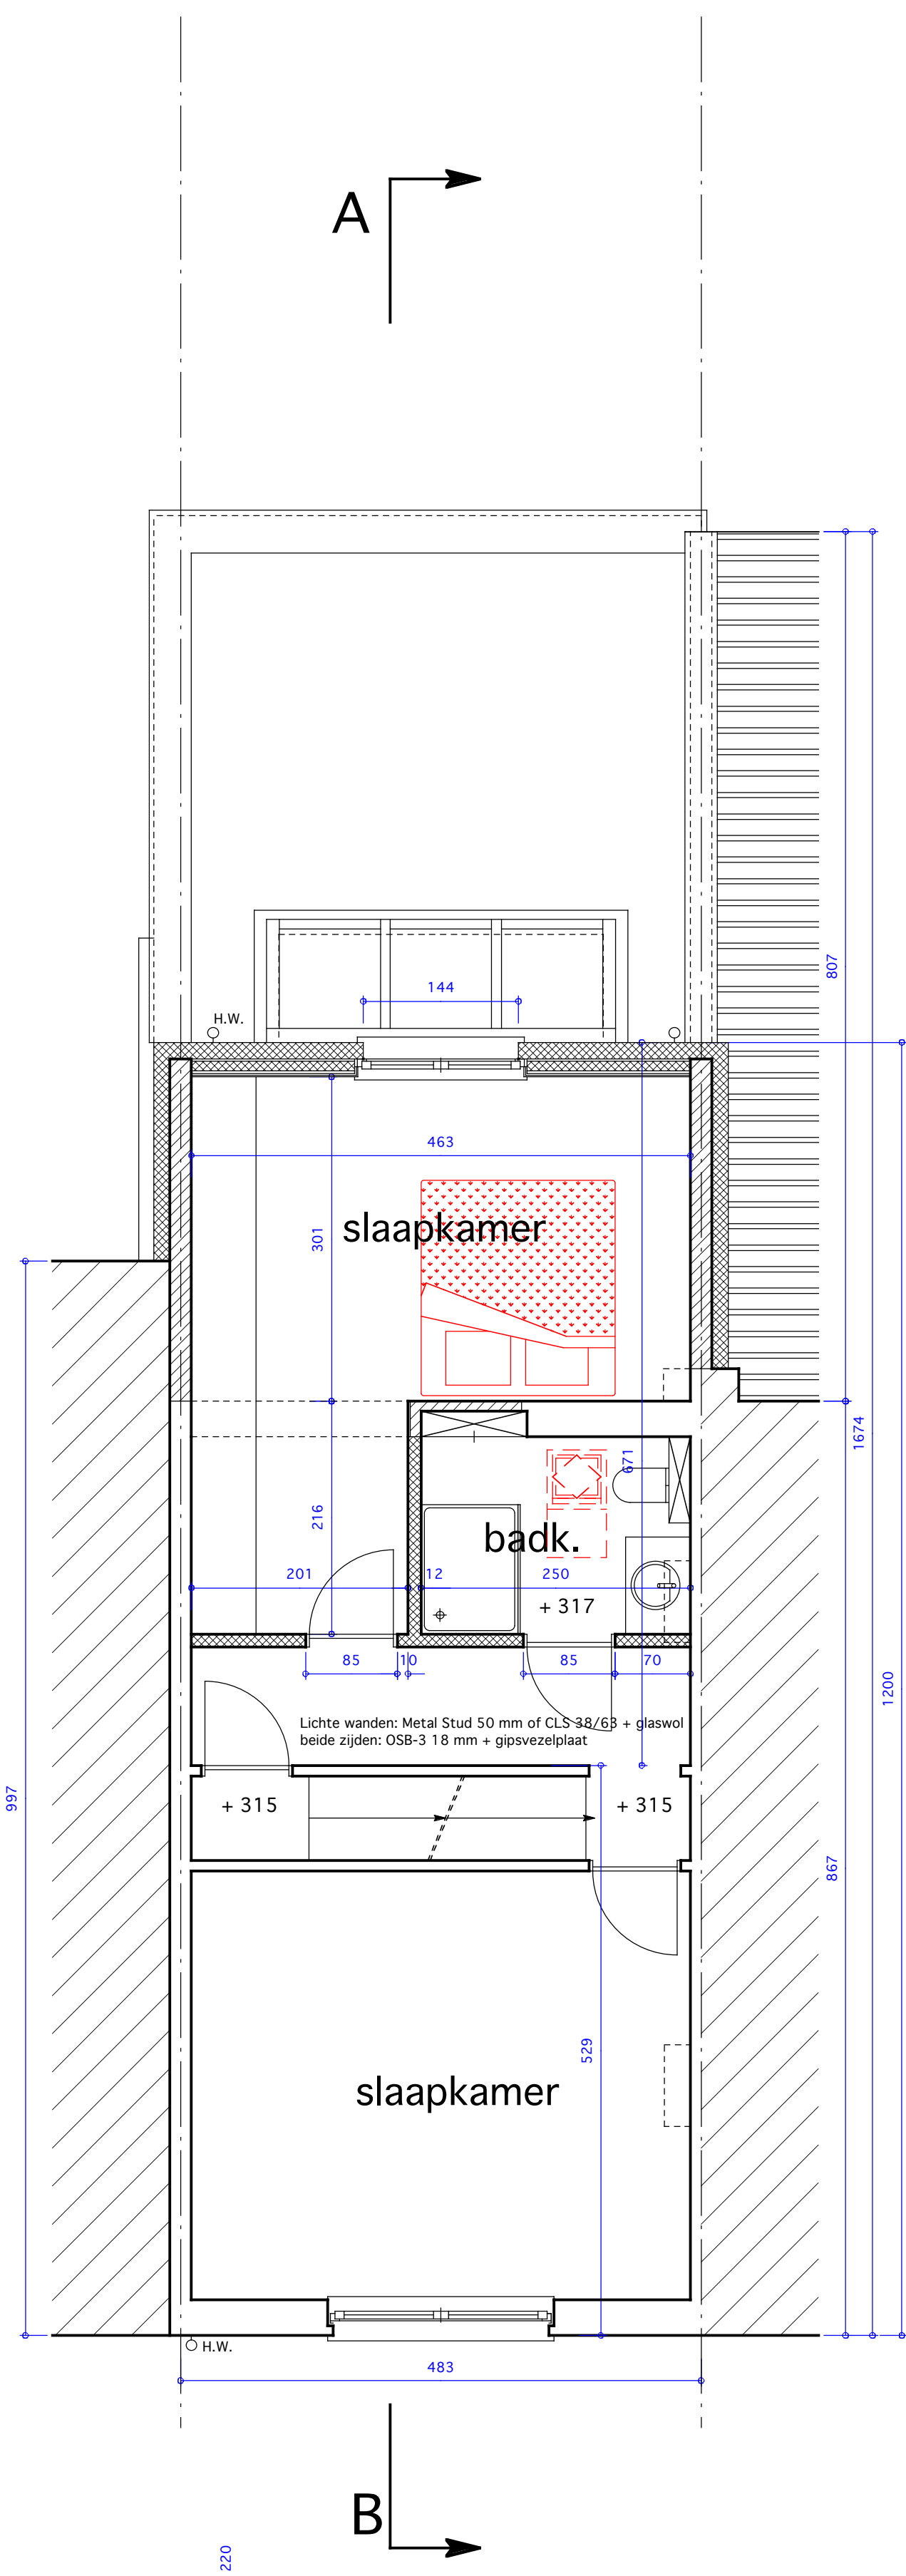 A
807
144
H.W.
463
slaapkamer
301
1674
671
216
badk.
201
12
250
+ 317
85
10
85
70
1200
Lichte wanden: Metal Stud 50 mm of CLS 38/63 + glaswol
beide zijden: OSB-3 18 mm + gipsvezelplaat
997
+ 315
+ 315
867
529
slaapkamer
H.W.
483
B
220